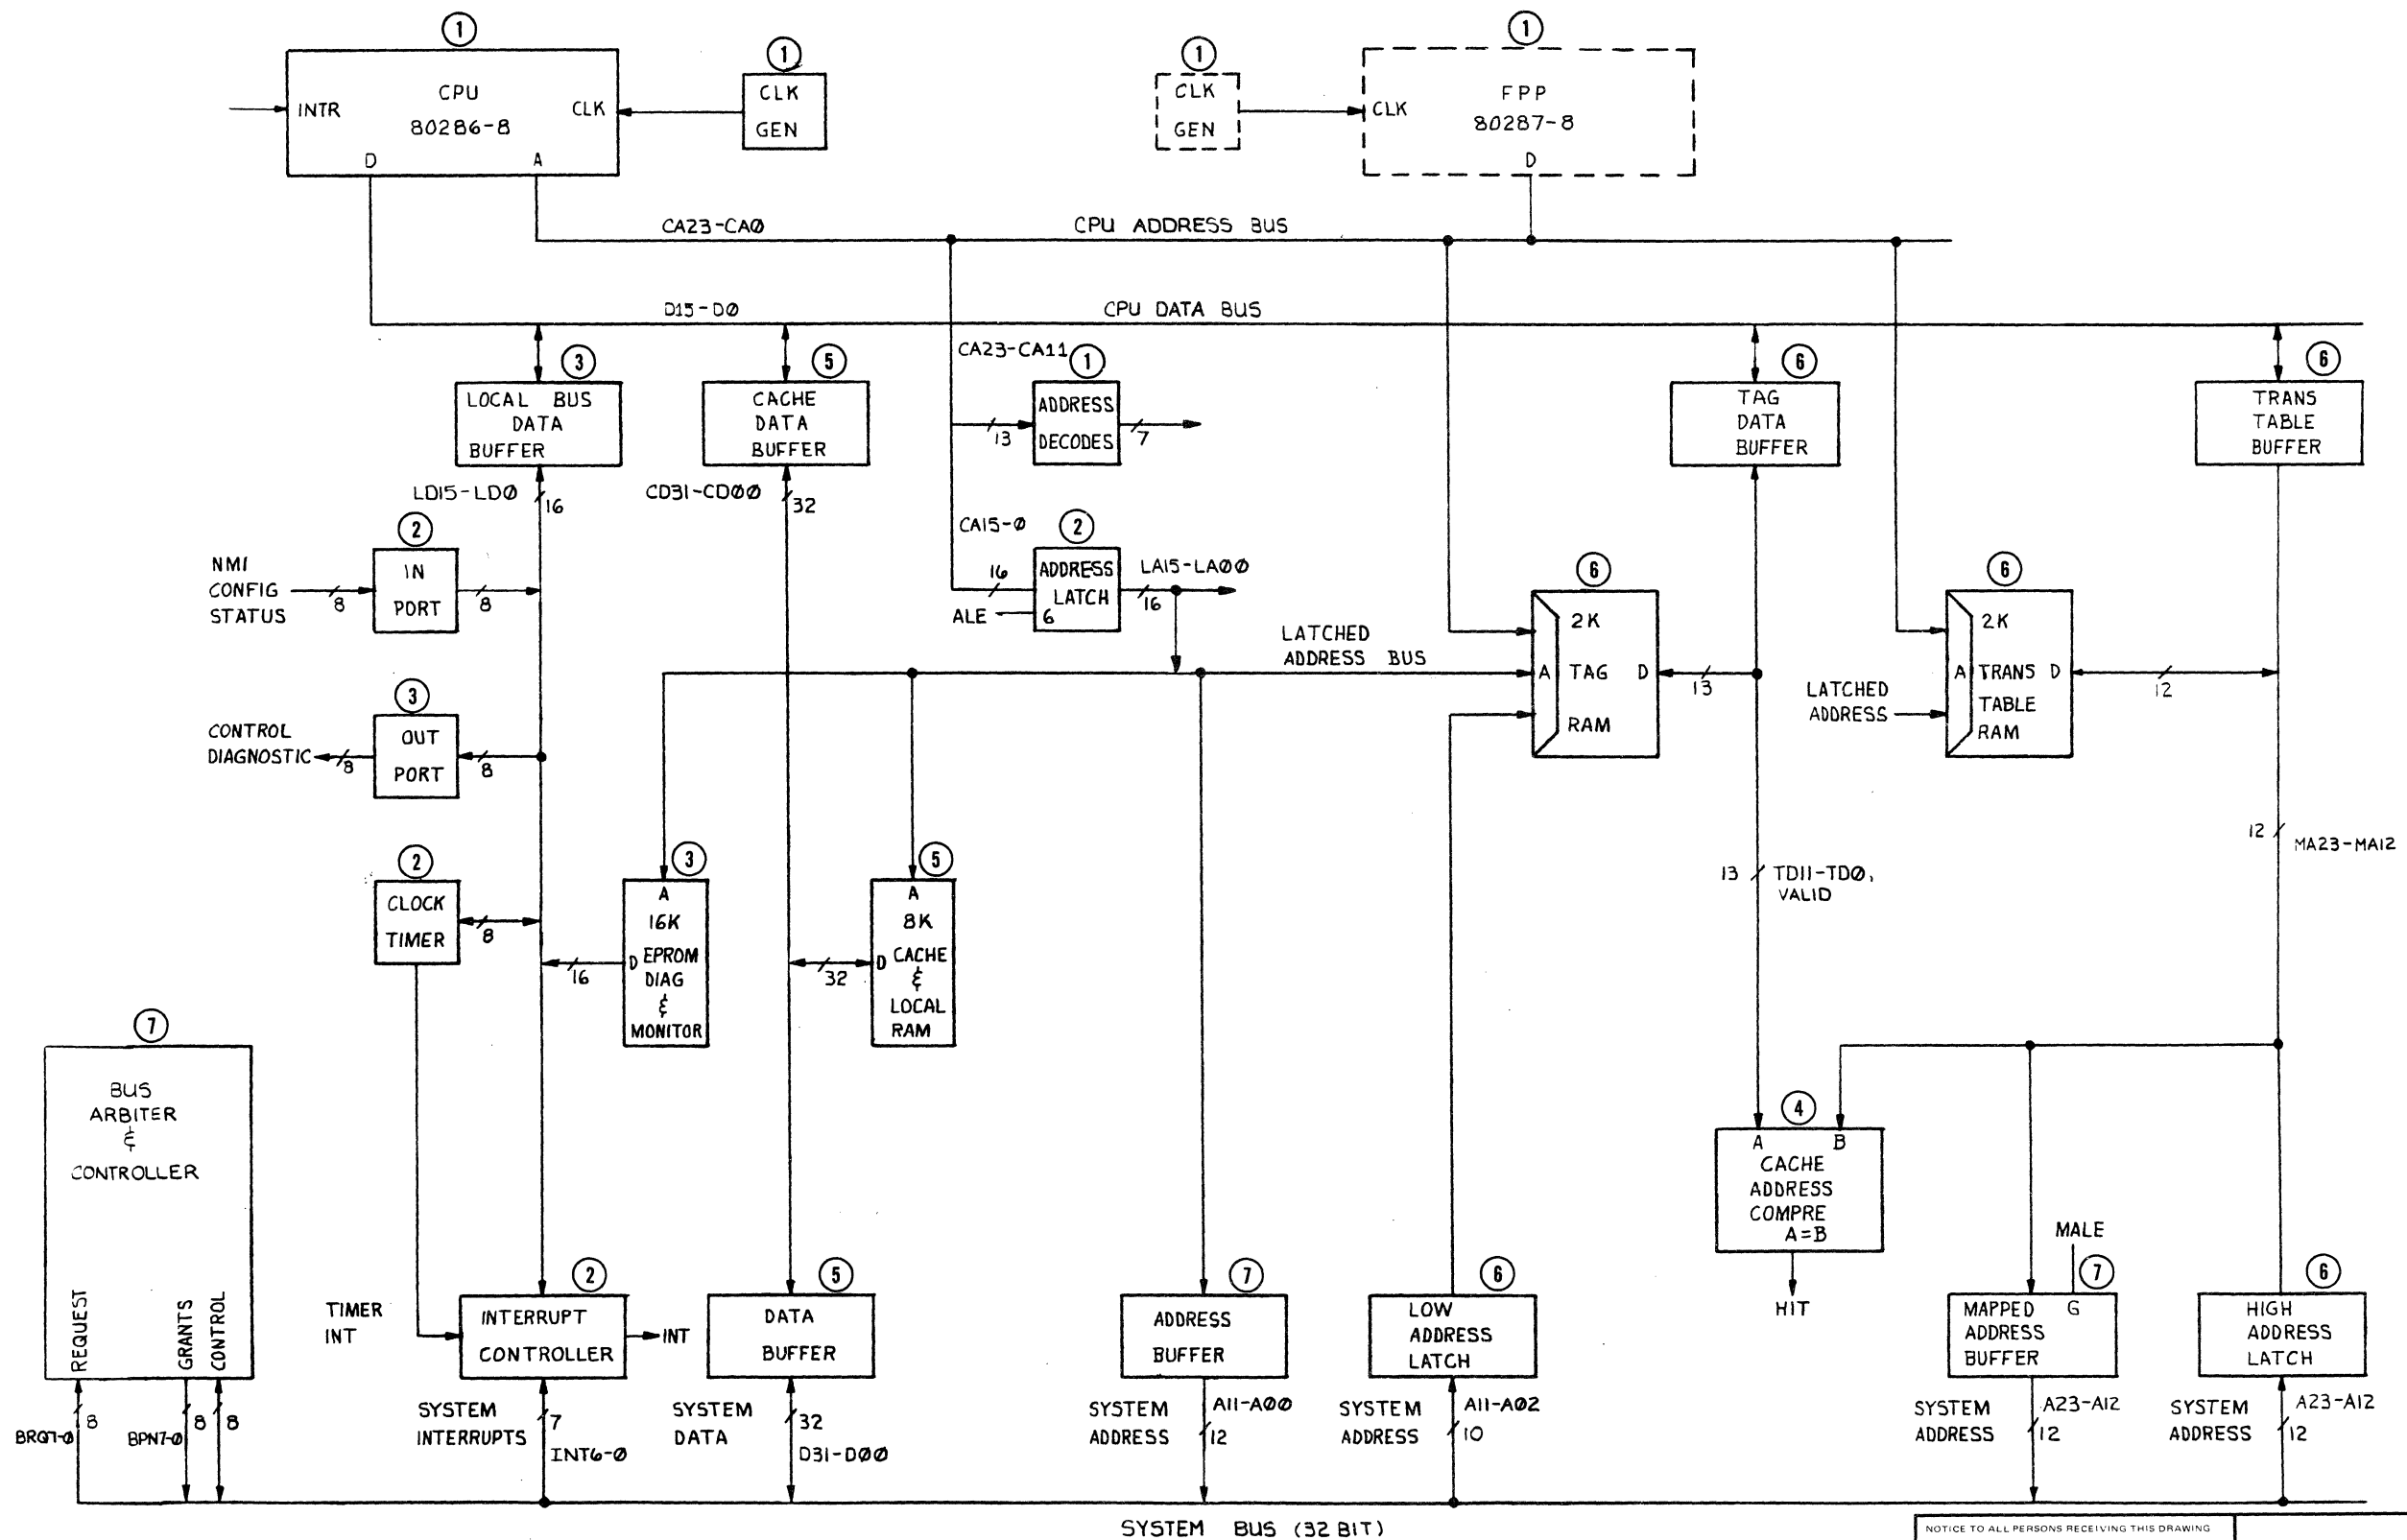 1
1
1
1
CPU
80286-8
INTR
CLK
D
A
CLK
GEN
CLK
GEN
FPP
80287-8
CLK
D
CA23-CA0
CPU ADDRESS BUS
D15-D0
CPU DATA BUS
3
LOCAL BUS
DATA
BUFFER
5
CACHE
DATA
BUFFER
CA23-CA11
1
ADDRESS
DECODES
13
7
6
TAG
DATA
BUFFER
6
TRANS
TABLE
BUFFER
LD15-LD0
16
CD31-CD00
32
CA15-0
2
ADDRESS
LATCH
6
16
ALE
LA15-LA00
16
NMI
CONFIG
STATUS
8
2
IN
PORT
8
LATCHED
ADDRESS BUS
6
2K
A TAG D
RAM
13
6
2K
A TRANS D
TABLE
RAM
12
LATCHED
ADDRESS
CONTROL
DIAGNOSTIC
8
3
OUT
PORT
8
2
CLOCK
TIMER
8
3
A
16K
D EPROM
DIAG
&
MONITOR
16
5
A
8K
D CACHE
&
LOCAL
RAM
32
13
TD11-TD0,
VALID
12
MA23-MA12
7
BUS
ARBITER
&
CONTROLLER
REQUEST
GRANTS
CONTROL
BRQ7-0
8
BPN7-0
8
8
TIMER
INT
2
INTERRUPT
CONTROLLER
INT
SYSTEM
INTERRUPTS
7
INT6-0
5
DATA
BUFFER
SYSTEM
DATA
32
D31-D00
7
ADDRESS
BUFFER
SYSTEM
ADDRESS
A11-A00
12
6
LOW
ADDRESS
LATCH
SYSTEM
ADDRESS
A11-A02
10
4
A B
CACHE
ADDRESS
COMPRE
A=B
HIT
MALE
7
MAPPED G
ADDRESS
BUFFER
SYSTEM
ADDRESS
A23-A12
12
6
HIGH
ADDRESS
LATCH
SYSTEM
ADDRESS
A23-A12
12
SYSTEM BUS (32 BIT)
NOTICE TO ALL PERSONS RECEIVING THIS DRAWING